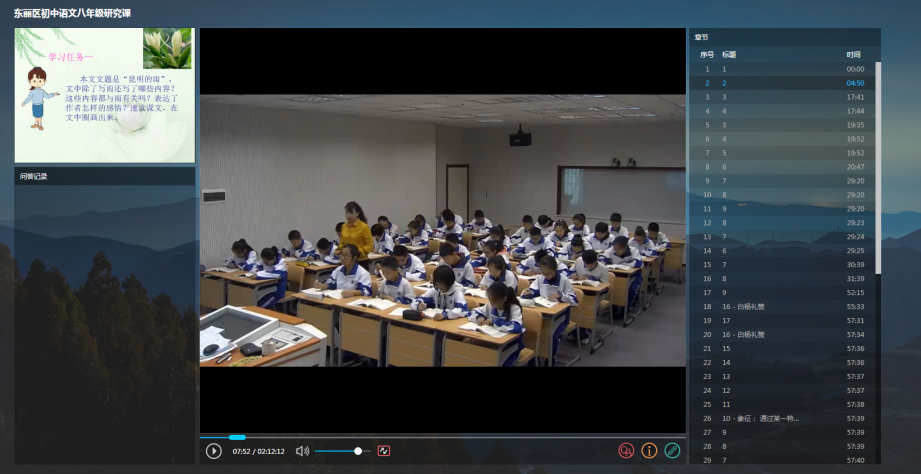 东丽区初中语文八年级研究课
学习任务一
本文文题是“昆明的雨”，
文中除了写雨还写了哪些内容？
这些内容都与雨有关吗？表达了
作者怎样的感情？速读课文，在
文中圈画出来。
问答记录
07:52 / 02:12:12
章节
序号 标题 时间
1 1 00:00
2 2 04:50
3 3 17:41
4 4 17:44
5 3 19:35
6 4 19:52
7 5 19:52
8 6 20:47
9 7 29:20
10 8 29:20
11 9 29:20
12 8 29:23
13 7 29:24
14 6 29:25
15 7 30:39
16 8 31:39
17 9 52:15
18 16 - 白杨礼赞 55:33
19 17 57:31
20 16 - 白杨礼赞 57:34
21 15 57:36
22 14 57:36
23 13 57:37
24 12 57:37
25 11 57:38
26 10 - 象征： 通过某一特... 57:39
27 9 57:39
28 8 57:39
29 7 57:40